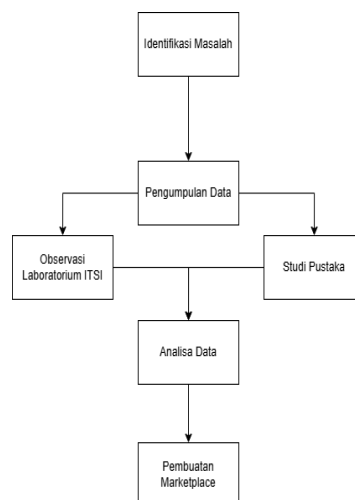 Identifikasi Masalah
Pengumpulan Data
Observasi
Laboratorium ITSI
Studi Pustaka
Analisa Data
Pembuatan
Marketplace